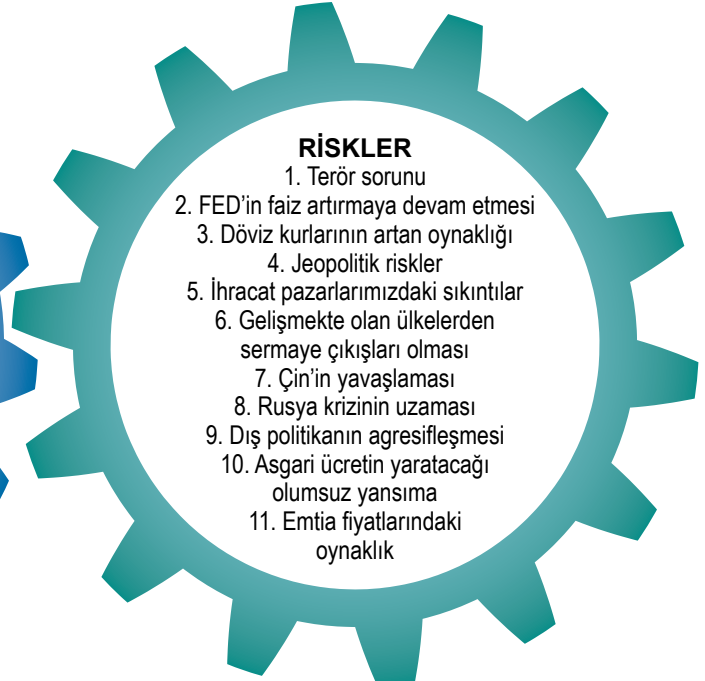 RİSKLER
1. Terör sorunu
2. FED’in faiz artırmaya devam etmesi
3. Döviz kurlarının artan oynaklığı
4. Jeopolitik riskler
5. İhracat pazarlarımızdaki sıkıntılar
6. Gelişmekte olan ülkelerden
sermaye çıkışları olması
7. Çin’in yavaşlaması
8. Rusya krizinin uzaması
9. Dış politikanın agresifleşmesi
10. Asgari ücretin yaratacağı
olumsuz yansıma
11. Emtia fiyatlarındaki
oynaklık